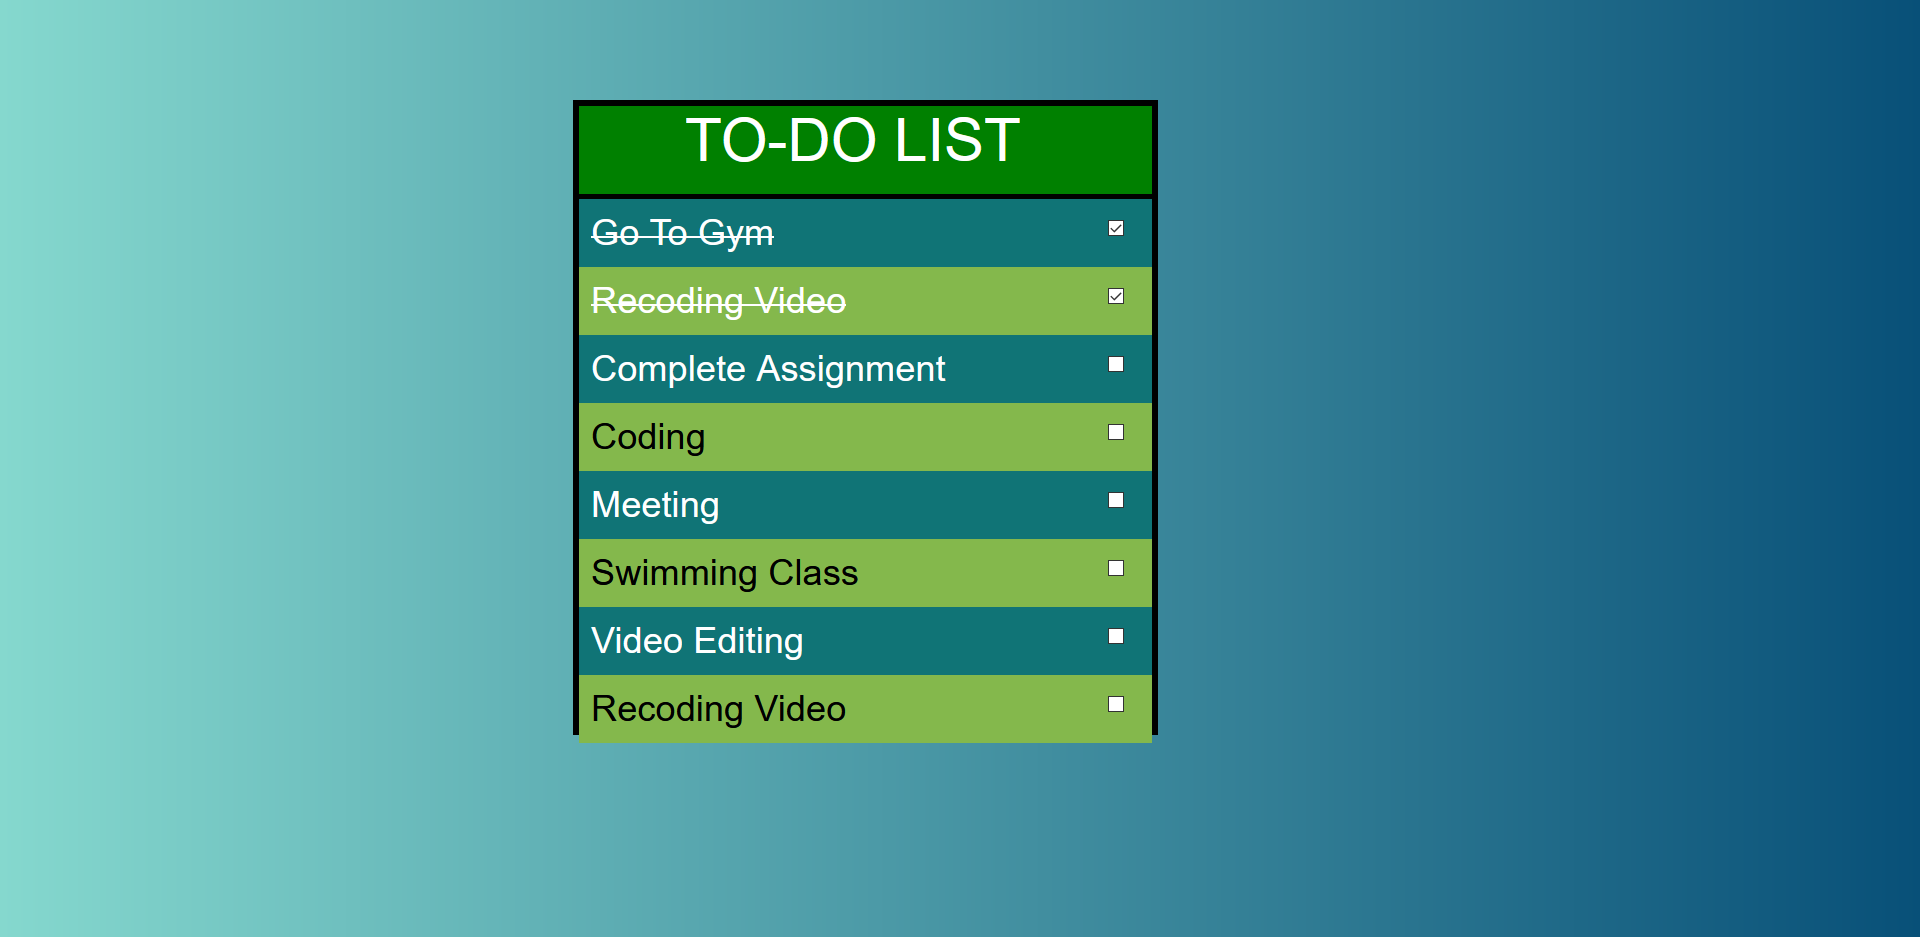 TO-DO LIST
Go To Gym
Recoding Video
Complete Assignment
Coding
Meeting
Swimming Class
Video Editing
Recoding Video